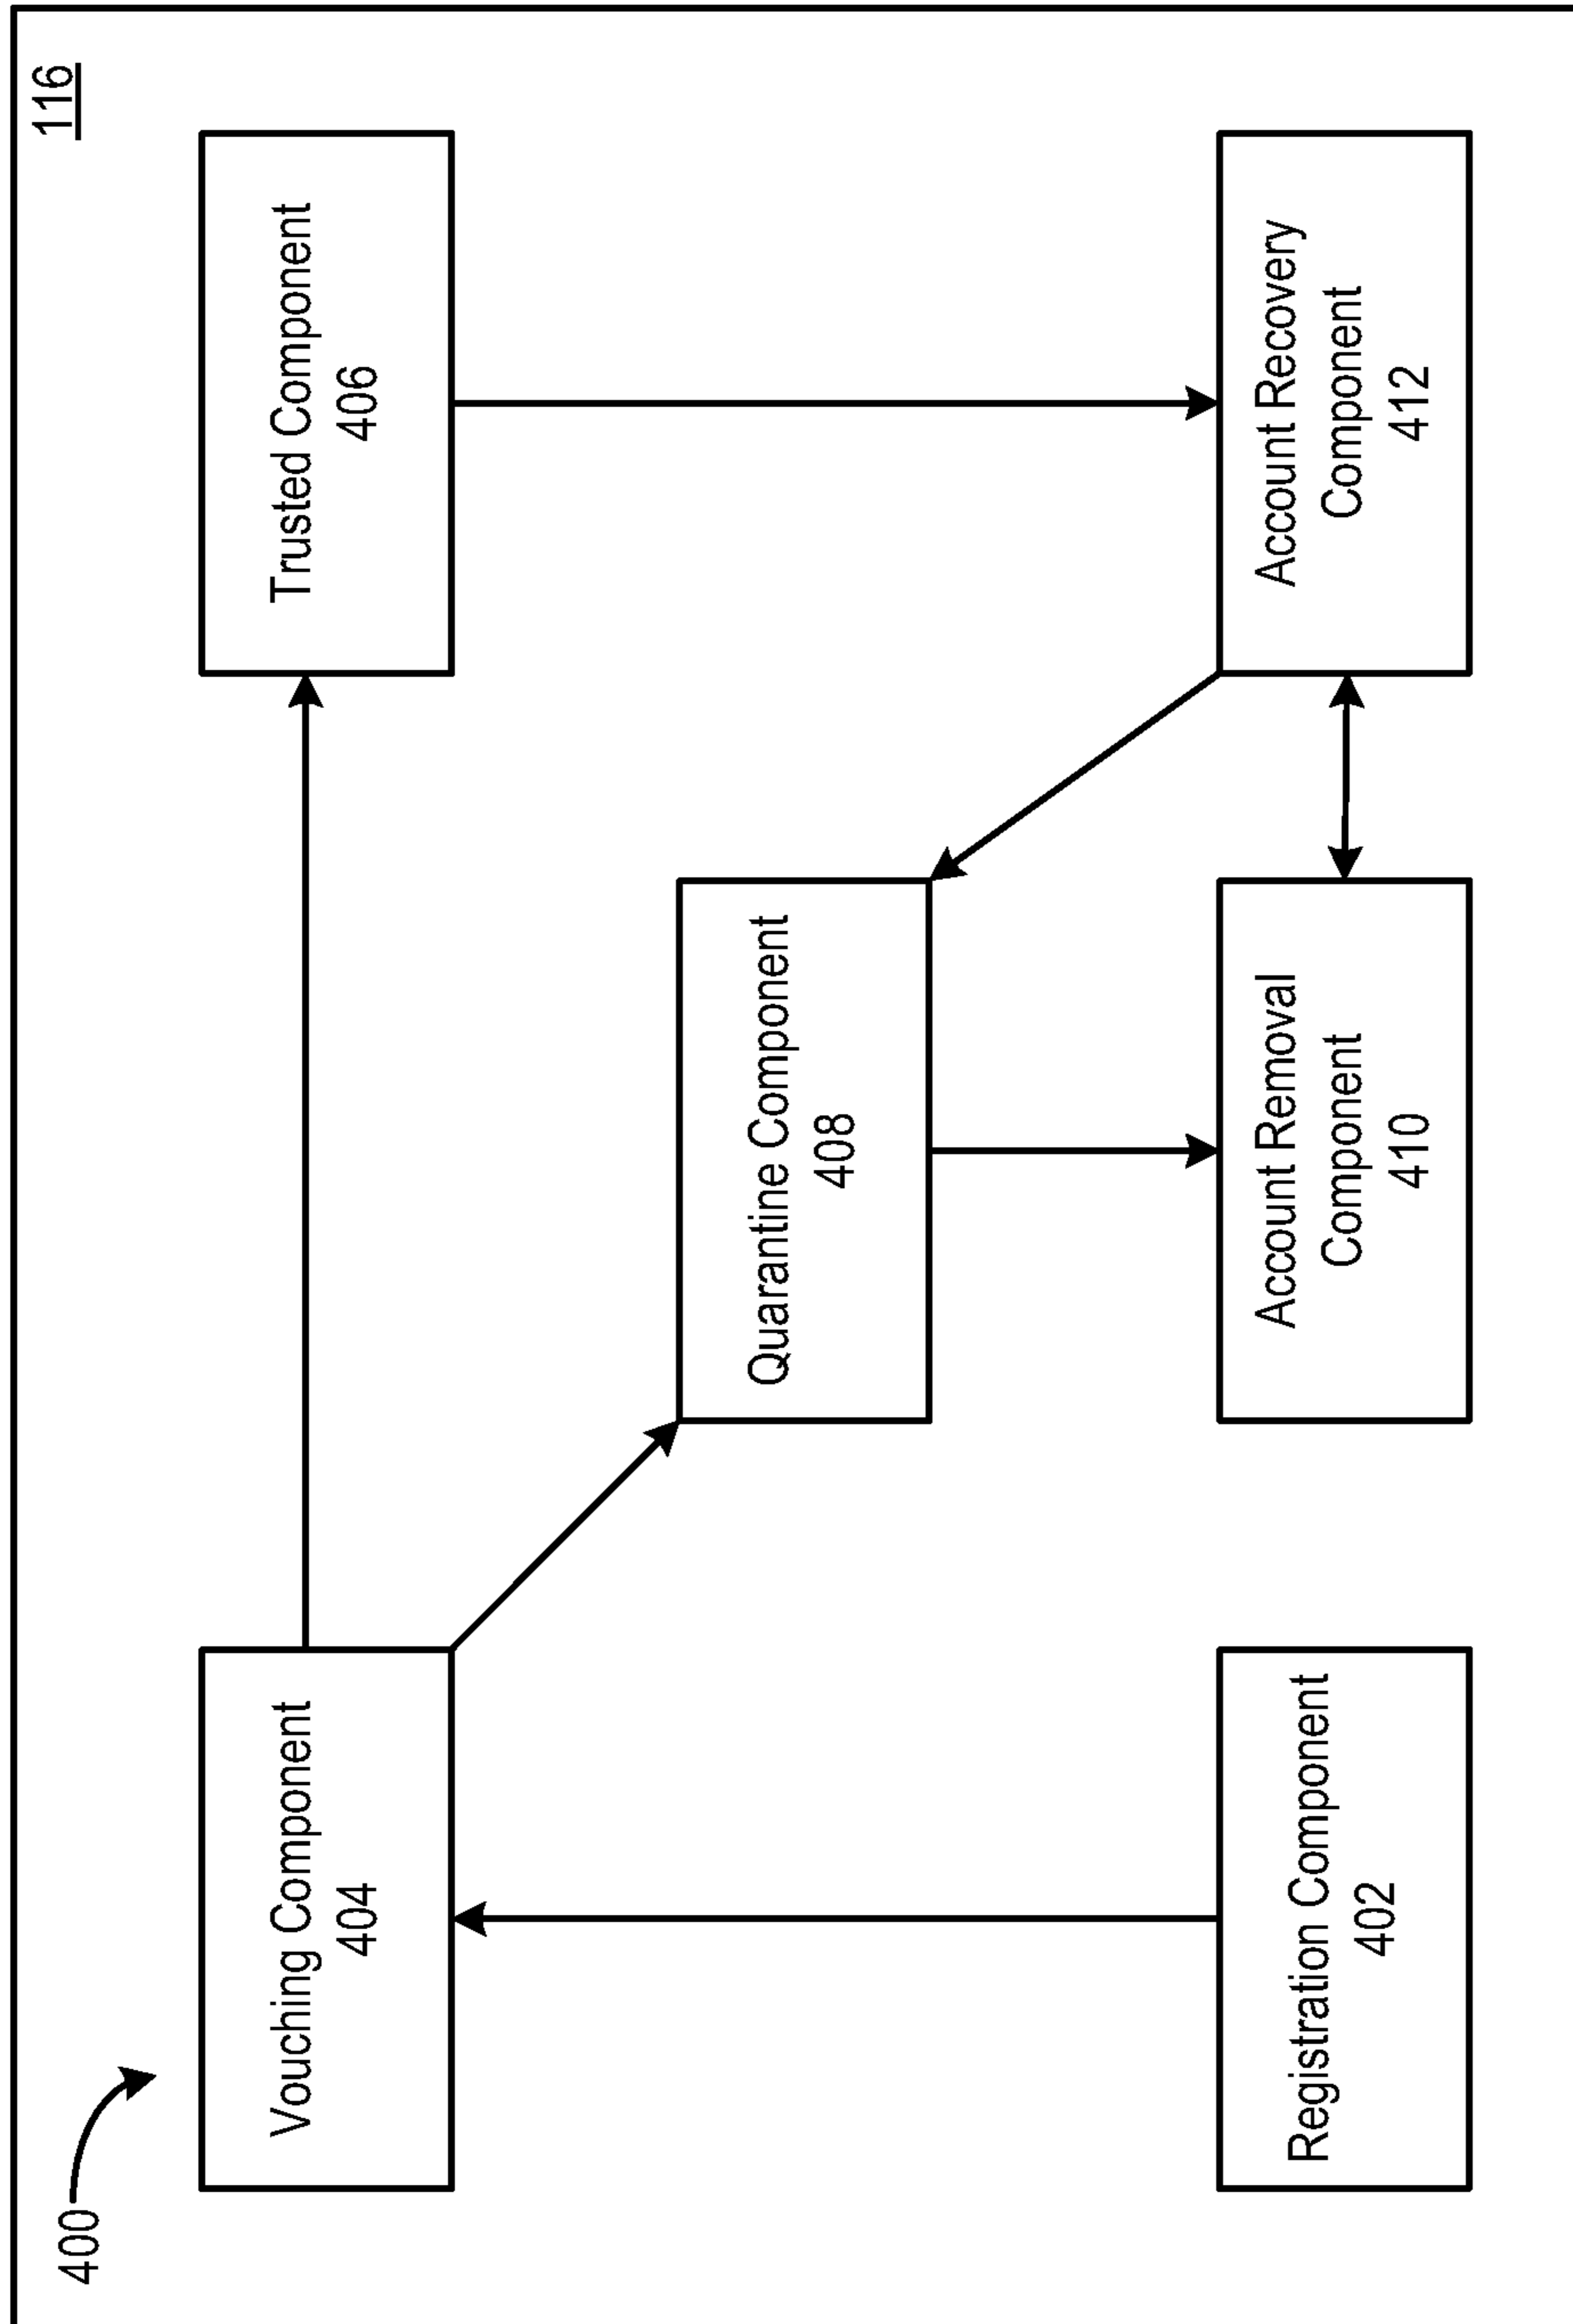 400
116
Vouching Component
404
Trusted Component
406
Quarantine Component
408
Registration Component
402
Account Removal
Component
410
Account Recovery
Component
412